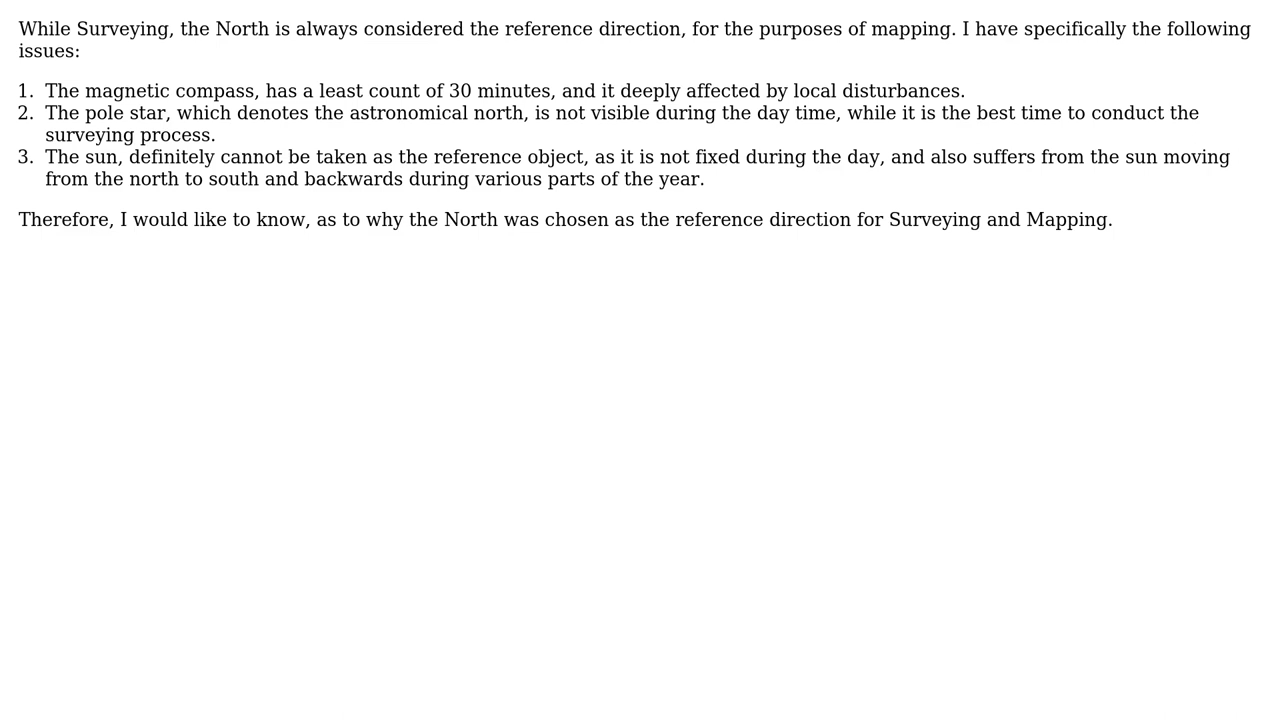 While Surveying, the North is always considered the reference direction, for the purposes of mapping. I have specifically the following
issues:
1. The magnetic compass, has a least count of 30 minutes, and it deeply affected by local disturbances.
2. The pole star, which denotes the astronomical north, is not visible during the day time, while it is the best time to conduct the
surveying process.
3. The sun, definitely cannot be taken as the reference object, as it is not fixed during the day, and also suffers from the sun moving
from the north to south and backwards during various parts of the year.
Therefore, I would like to know, as to why the North was chosen as the reference direction for Surveying and Mapping.